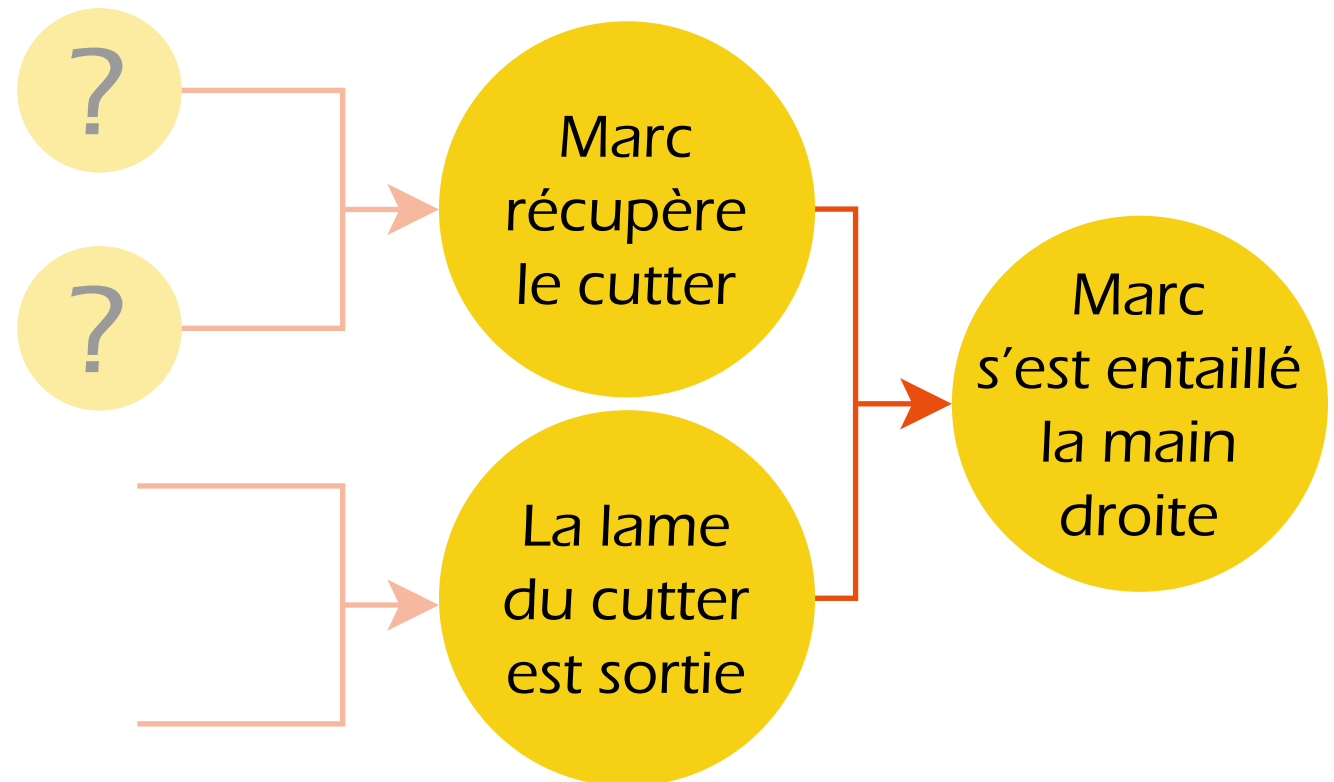 ?
?
Marc
récupère
le cutter
La lame
du cutter
est sortie
Marc
s’est entaillé
la main
droite